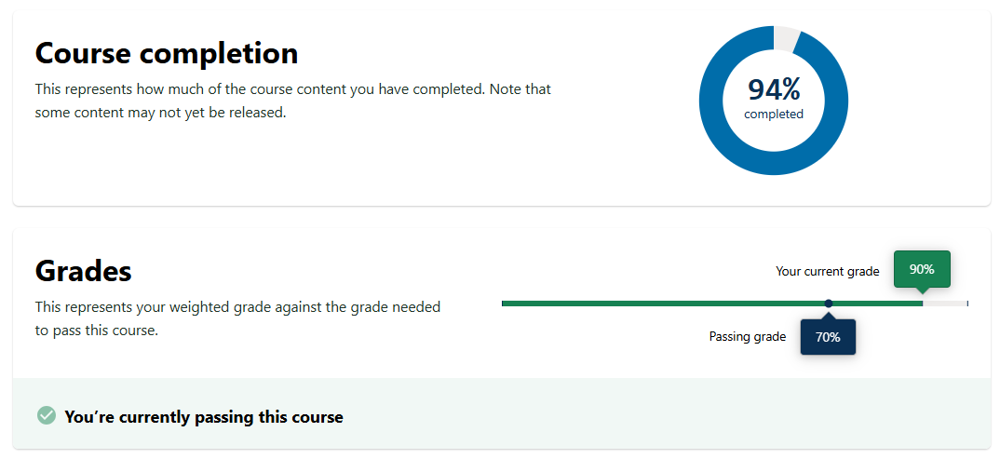 Course completion
This represents how much of the course content you have completed. Note that
some content may not yet be released.
94%
completed
Grades
This represents your weighted grade against the grade needed
to pass this course.
Your current grade
90%
Passing grade
70%
You’re currently passing this course